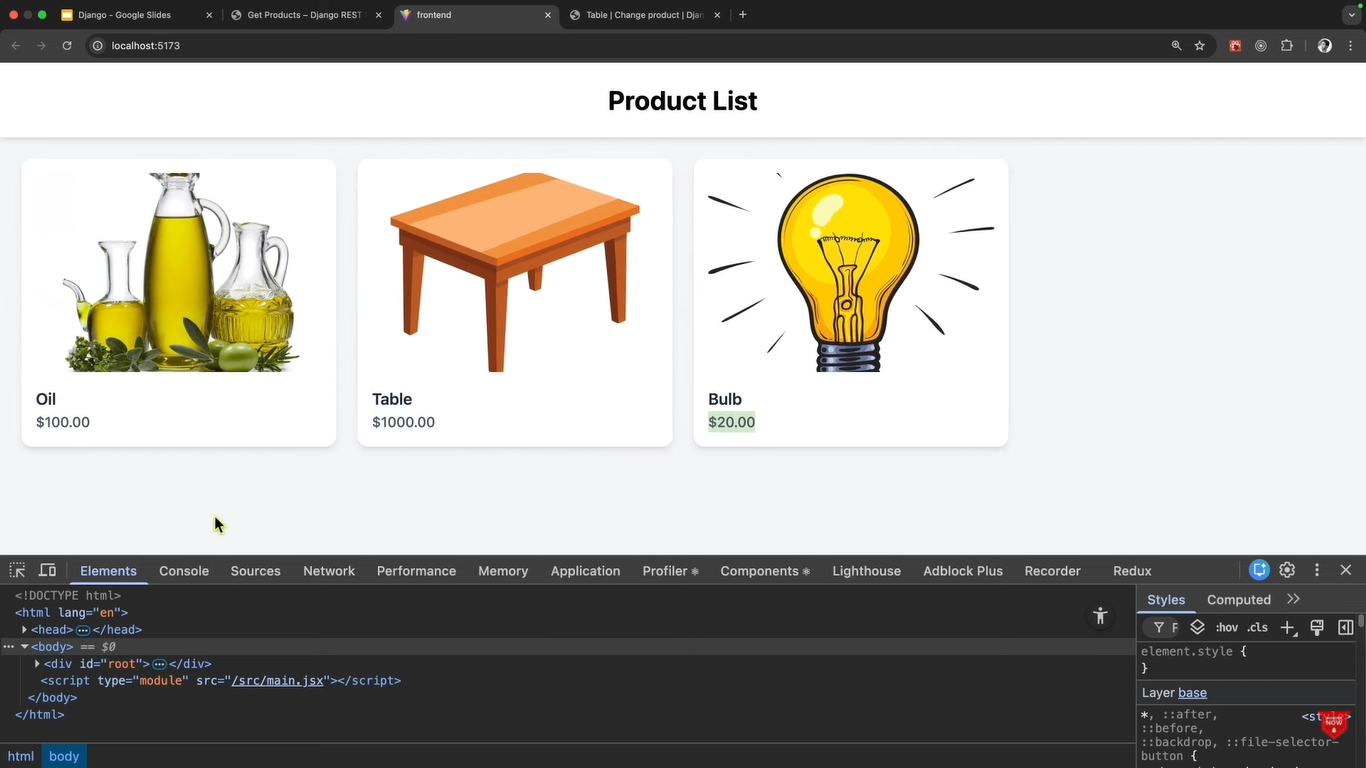 Django - Google Slides
Get Products – Django REST
frontend
Table | Change product | Djan
localhost:5173
Product List
Oil
$100.00
Table
$1000.00
Bulb
$20.00
Elements
Console
Sources
Network
Performance
Memory
Application
Profiler
Components
Lighthouse
Adblock Plus
Recorder
Redux
<!DOCTYPE html>
<html lang="en">
<head>…</head>
<body> == $0
<div id="root">…</div>
<script type="module" src="/src/main.jsx"></script>
</body>
</html>
html
body
Styles
Computed
F
:hov
.cls
element.style {
}
Layer base
*, ::after,
::before,
::backdrop, ::file-selector-
button {
NOW